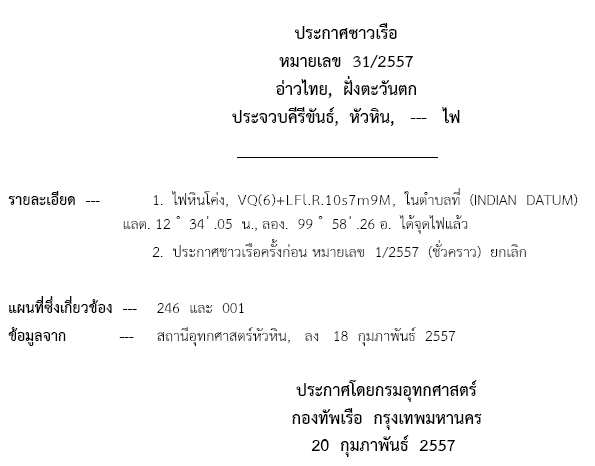 ประกาศชาวเรือ
หมายเลข 31/2557
อ่าวไทย, ฝั่งตะวันตก
ประจวบคีรีขันธ์, หัวหิน, --- ไฟ
รายละเอียด --- 1. ไฟหินโค่ง, VQ(6)+LFl.R.10s7m9M, ในตำบลที่ (INDIAN DATUM)
แลต. 12 ° 34'.05 น., ลอง. 99 ° 58'.26 อ. ได้จุดไฟแล้ว
2. ประกาศชาวเรือครั้งก่อน หมายเลข 1/2557 (ชั่วคราว) ยกเลิก
แผนที่ซึ่งเกี่ยวข้อง --- 246 และ 001
ข้อมูลจาก --- สถานีอุทกศาสตร์หัวหิน, ลง 18 กุมภาพันธ์ 2557
ประกาศโดยกรมอุทกศาสตร์
กองทัพเรือ กรุงเทพมหานคร
20 กุมภาพันธ์ 2557